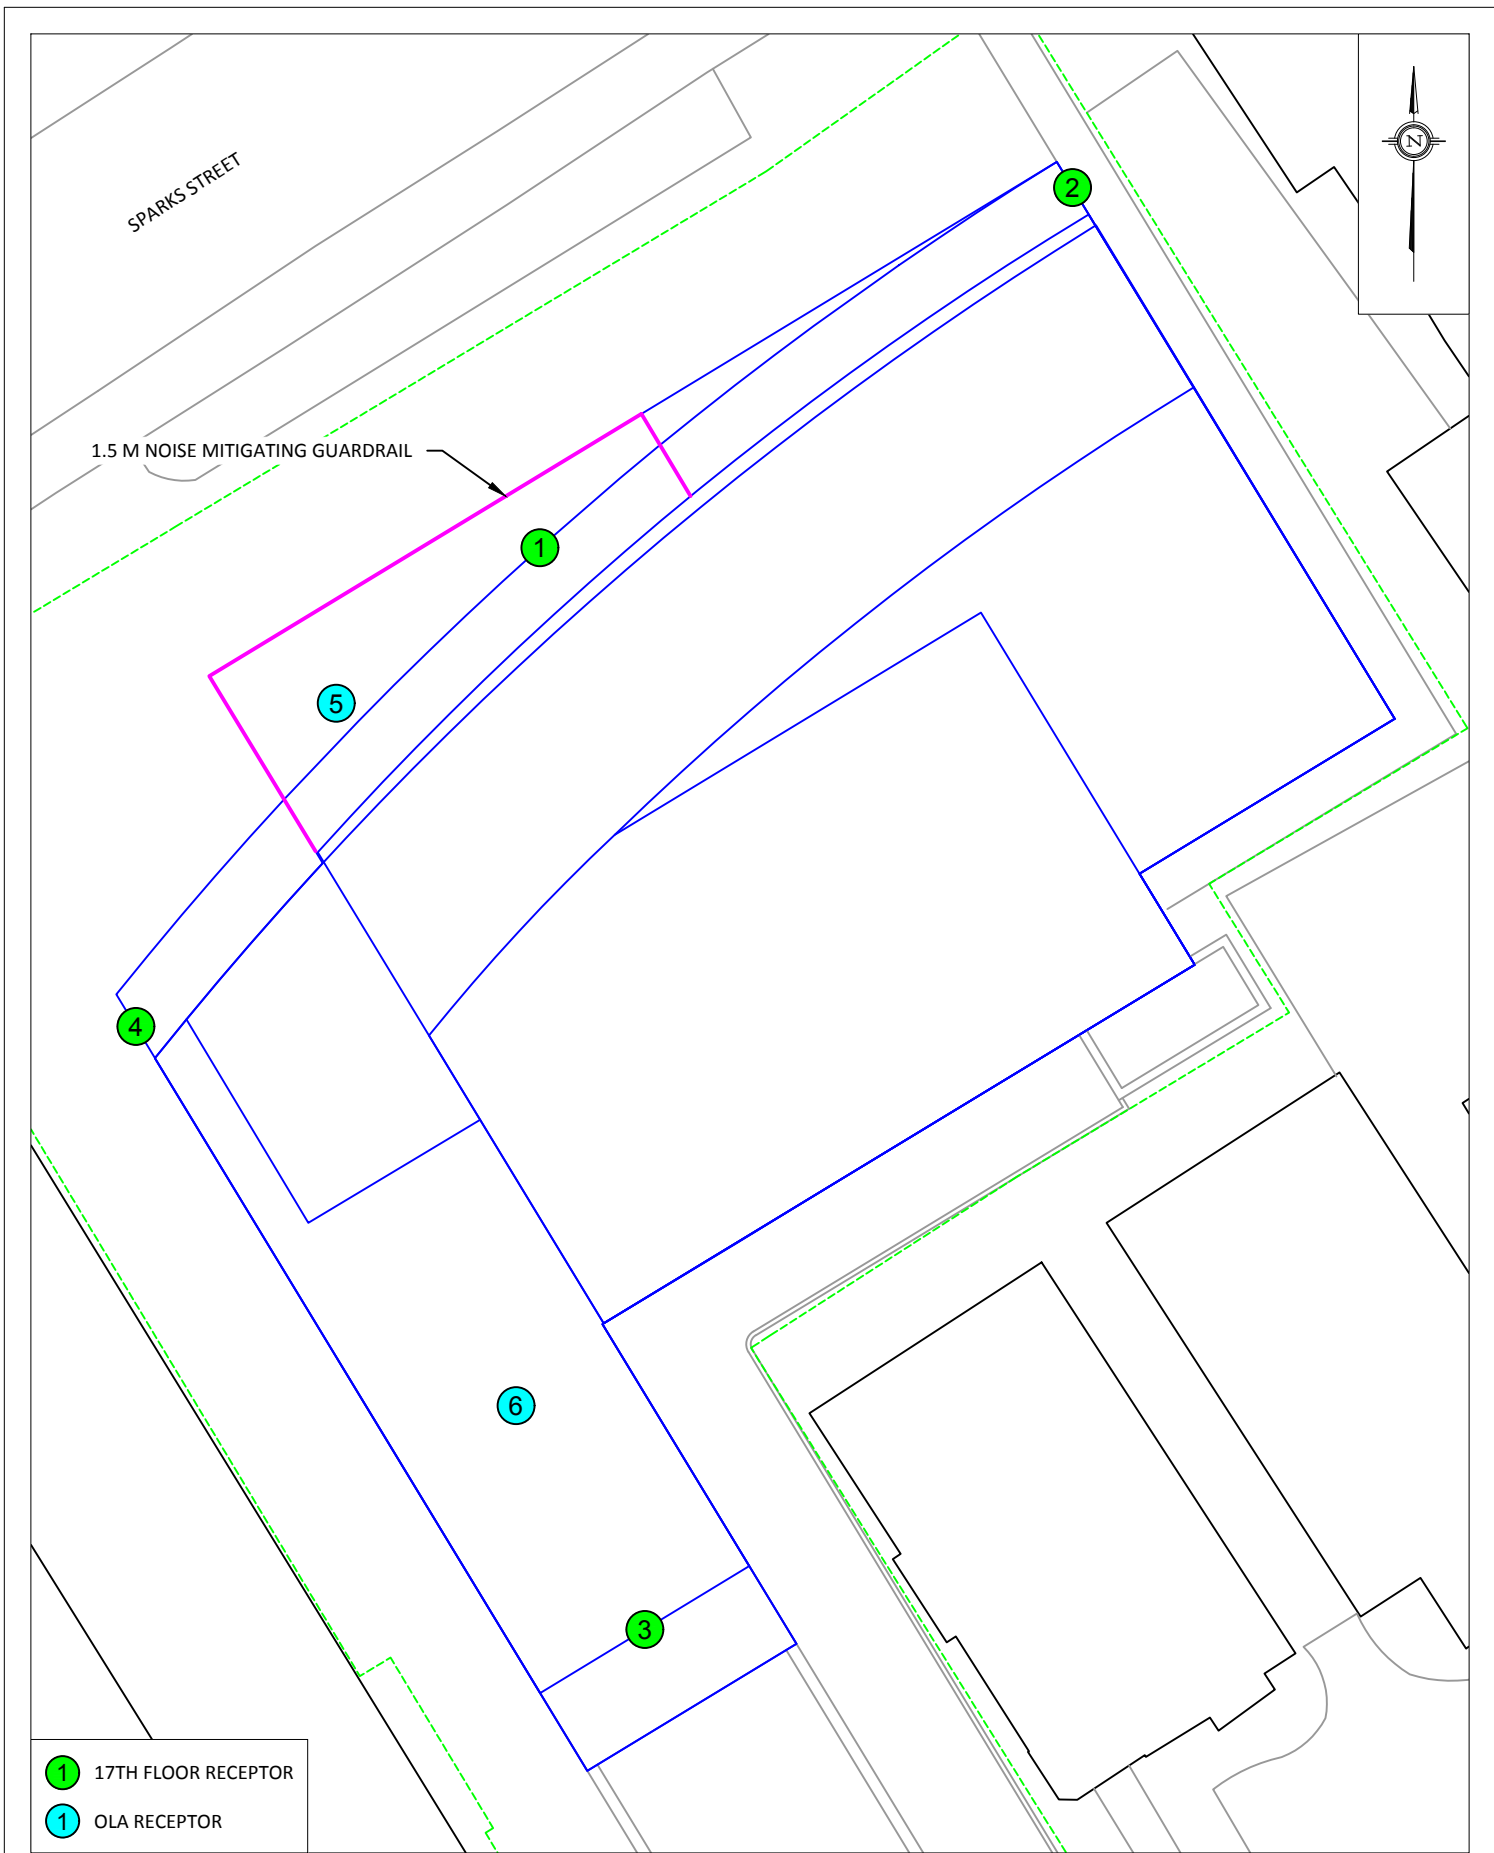 SPARKS STREET
N
2
1.5 M NOISE MITIGATING GUARDRAIL
1
5
4
6
3
1 17TH FLOOR RECEPTOR
1 OLA RECEPTOR